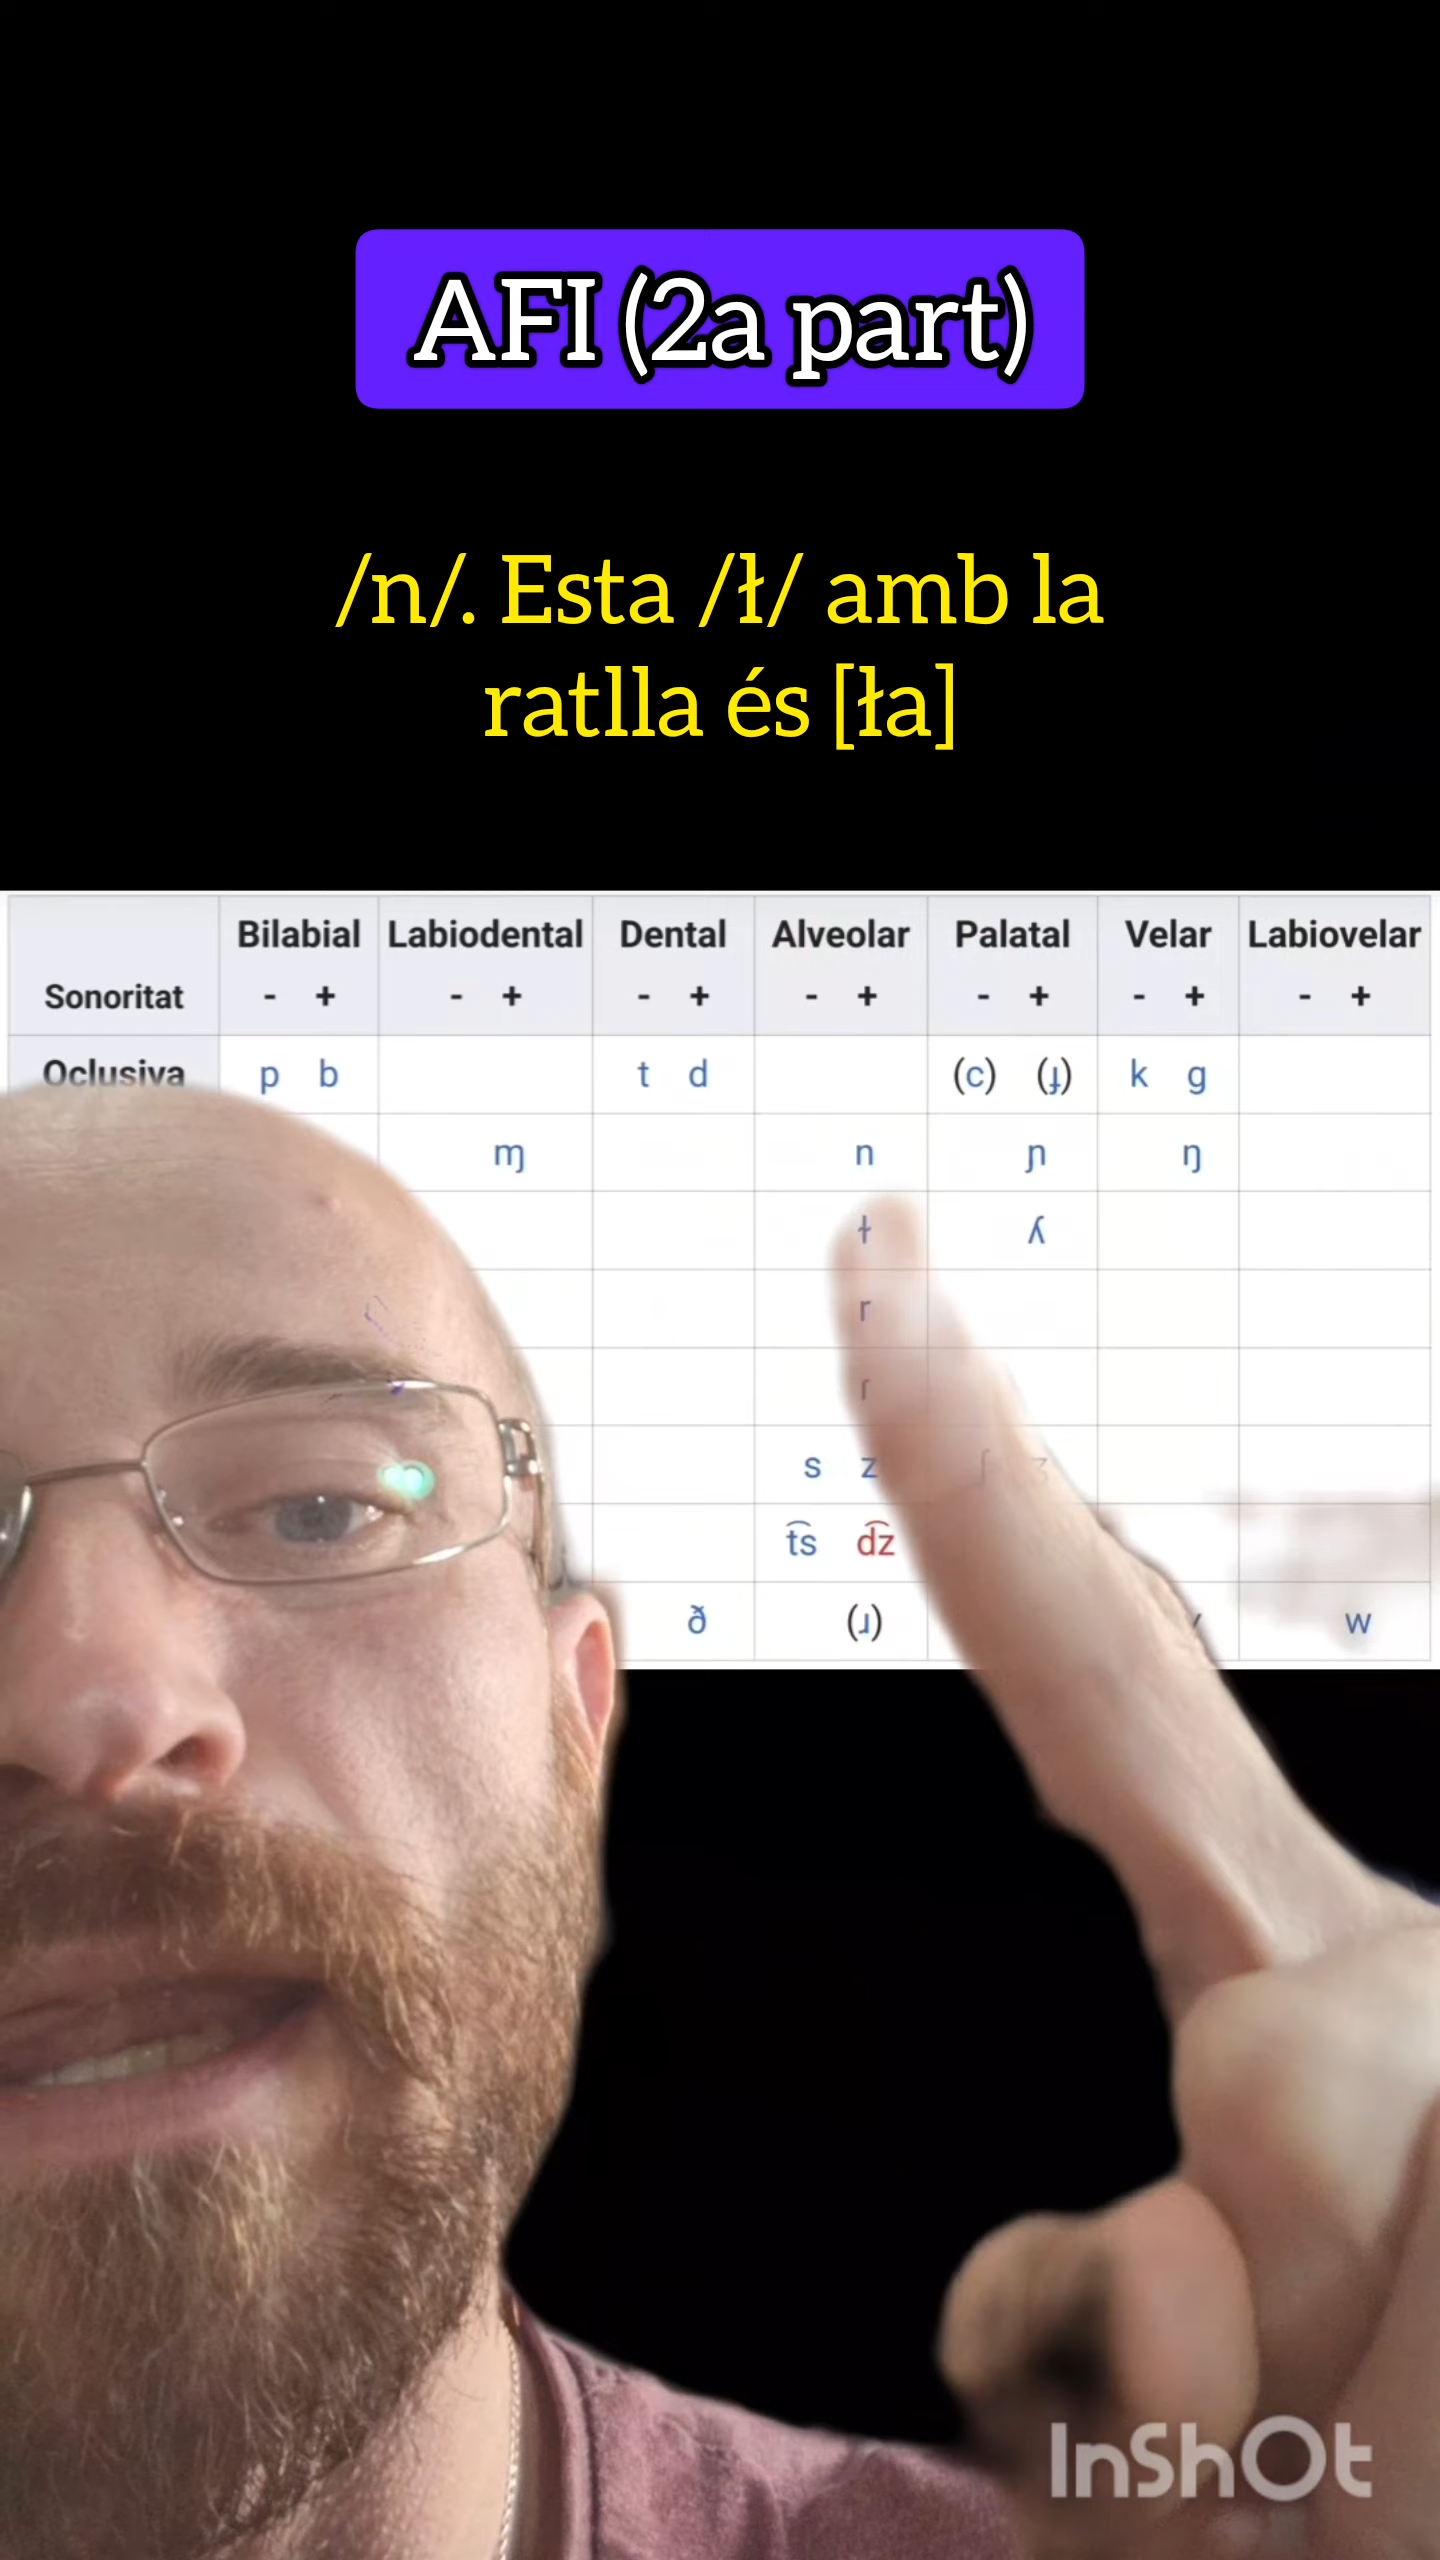 AFI (2a part)
/n/. Esta /ł/ amb la
ratlla és [ła]
Bilabial Labiodental Dental Alveolar Palatal Velar Labiovelar
Sonoritat - + - + - + - + - + - + - +
Oclusiva p b t d (c) (ɟ) k g
ɱ n ɲ ŋ
ɫ ʎ
r
ɾ
s z ʃ ʒ
t͡s d͡z
ð (ɹ) w
InShOt